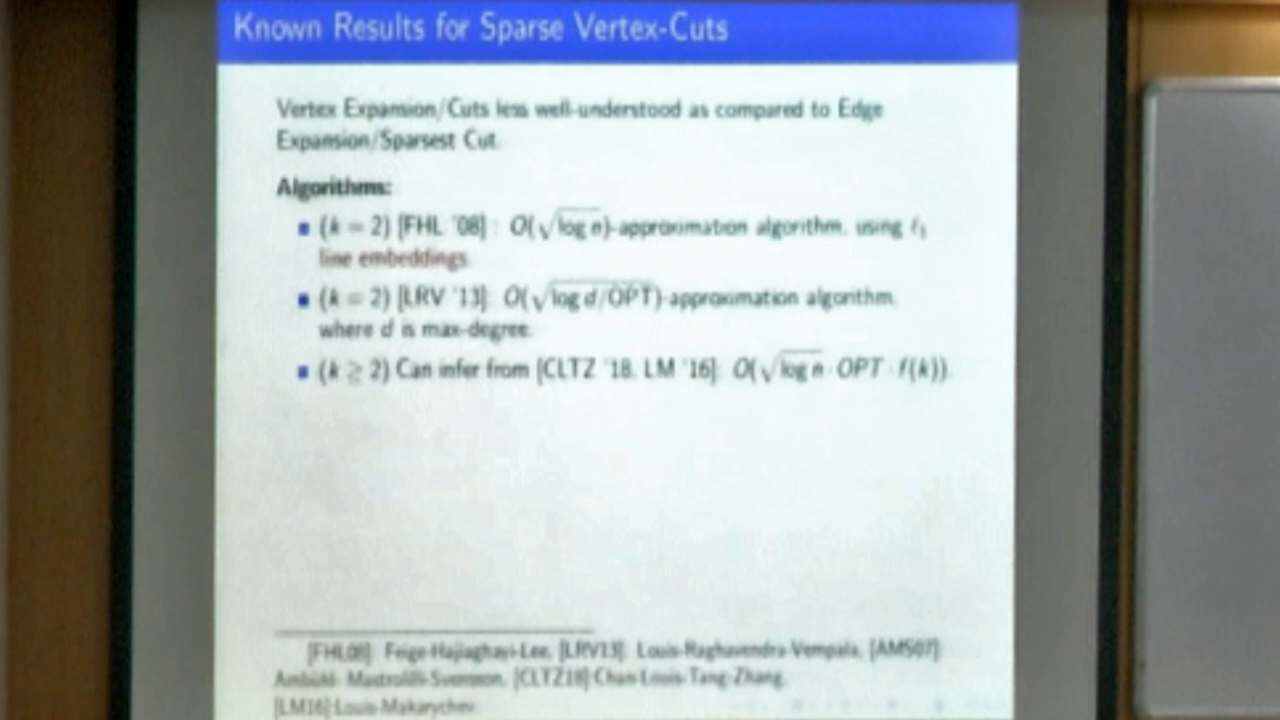 Known Results for Sparse Vertex-Cuts
Vertex Expansion/Cuts less well-understood as compared to Edge
Expansion/Sparsest Cut.
Algorithms:
(k = 2) [FHL '08] : O(√log n)-approximation algorithm, using ℓ₁
line embeddings.
(k = 2) [LRV '13]: O(√log d/OPT)-approximation algorithm,
where d is max-degree.
(k ≥ 2) Can infer from [CLTZ '18, LM '16]: O(√log n · OPT · f(k)).
[FHL08]: Feige-Hajiaghayi-Lee, [LRV13]: Louis-Raghavendra-Vempala, [AMS07]:
Ambühl-Mastrolilli-Svensson, [CLTZ18]:Chan-Louis-Tang-Zhang,
[LM16]:Louis-Makarychev